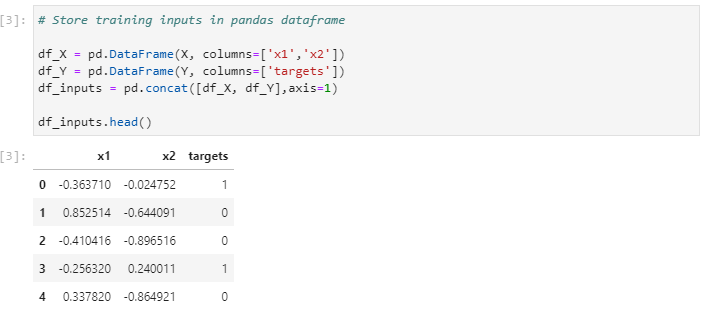 [3]: # Store training inputs in pandas dataframe
df_X = pd.DataFrame(X, columns=['x1','x2'])
df_Y = pd.DataFrame(Y, columns=['targets'])
df_inputs = pd.concat([df_X, df_Y],axis=1)
df_inputs.head()
[3]: x1 x2 targets
0 -0.363710 -0.024752 1
1 0.852514 -0.644091 0
2 -0.410416 -0.896516 0
3 -0.256320 0.240011 1
4 0.337820 -0.864921 0